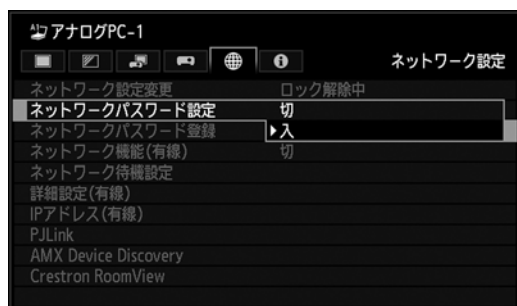 アナログPC-1
ネットワーク設定
ネットワーク設定変更 ロック解除中
ネットワークパスワード設定 切
ネットワークパスワード登録 ▶入
ネットワーク機能(有線) 切
ネットワーク待機設定
詳細設定(有線)
IPアドレス(有線)
PJLink
AMX Device Discovery
Crestron RoomView